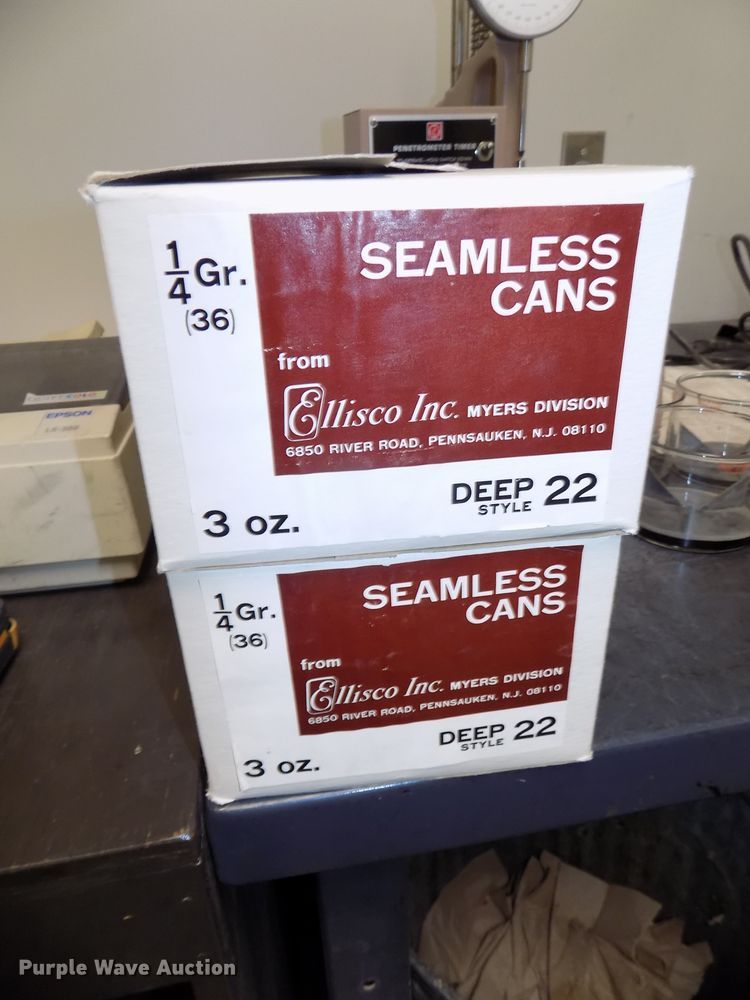 PENETROMETER TIMER
1/4 Gr.
(36)
SEAMLESS
CANS
from
Ellisco Inc. MYERS DIVISION
6850 RIVER ROAD, PENNSAUKEN, N.J. 08110
3 oz.
DEEP 22
STYLE
EPSON
1/4 Gr.
(36)
SEAMLESS
CANS
from
Ellisco Inc. MYERS DIVISION
6850 RIVER ROAD, PENNSAUKEN, N.J. 08110
3 oz.
DEEP 22
STYLE
Purple Wave Auction